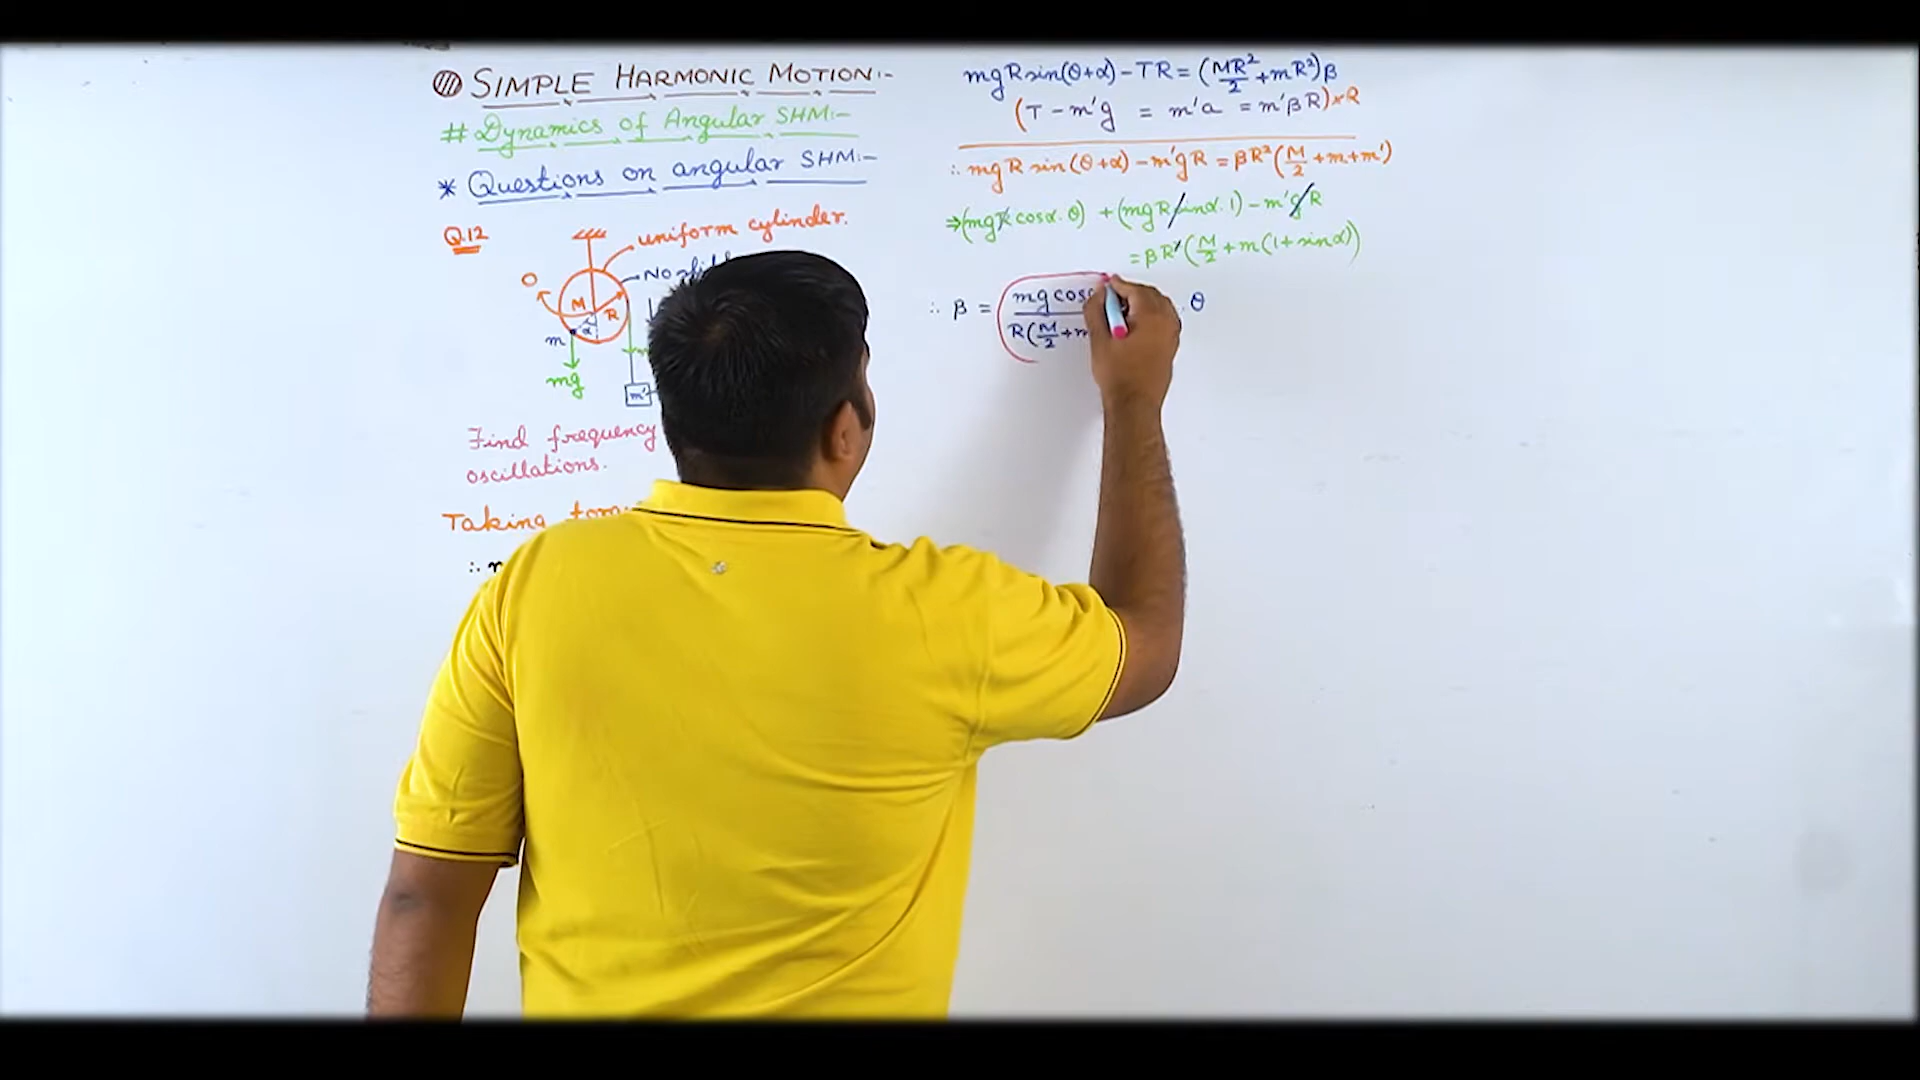 SIMPLE HARMONIC MOTION:-
# Dynamics of Angular SHM:-
* Questions on angular SHM:-
Q.12
uniform cylinder.
No
O
M
R
α
m
mg
m'
Find frequency
oscillations.
Taking
∴
mgR sin(θ+α) - TR = (MR²/2 + mR²)β
(T - m'g = m'a = m'βR) × R
∴ mgR sin(θ+α) - m'gR = βR²(M/2 + m + m')
⇒ (mgR cosα. θ) + (mgR sinα. 1) - m'gR
= βR²(M/2 + m(1 + sinα))
∴ β = mg cos / R(M/2 + m . θ